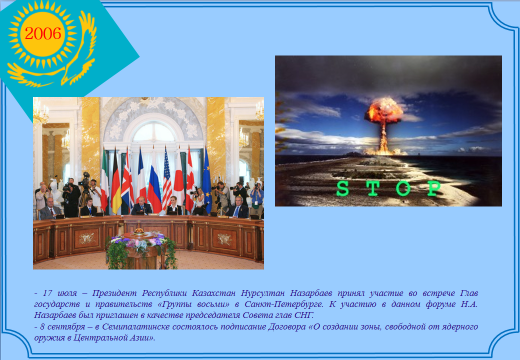 2006
S T O P
- 17 июля – Президент Республики Казахстан Нурсултан Назарбаев принял участие во встрече Глав
государств и правительств «Группы восьми» в Санкт-Петербурге. К участию в данном форуме Н.А.
Назарбаев был приглашен в качестве председателя Совета глав СНГ.
- 8 сентября – в Семипалатинске состоялось подписание Договора «О создании зоны, свободной от ядерного
оружия в Центральной Азии».